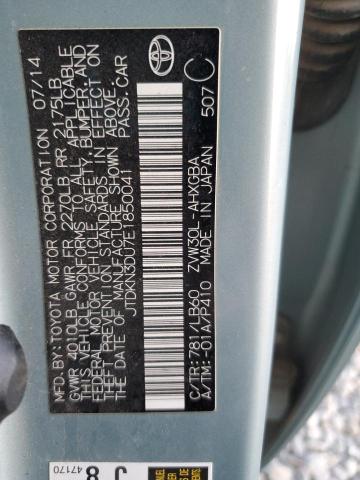 MFD.BY:TOYOTA MOTOR CORPORATION 07/14
GVWR 4010LB GAWR FR 2270LB RR 2175LB
THIS VEHICLE CONFORMS TO ALL APPLICABLE
FEDERAL MOTOR VEHICLE SAFETY, BUMPER, AND
THEFT PREVENTION STANDARDS IN EFFECT ON
THE DATE OF MANUFACTURE SHOWN ABOVE.
JTDKN3DU7E1850041 PASS.CAR
C/TR:781/LB60 ZVW30L-AHXGBA
A/TM:-01A/P410 MADE IN JAPAN 507 C
J 8
47170